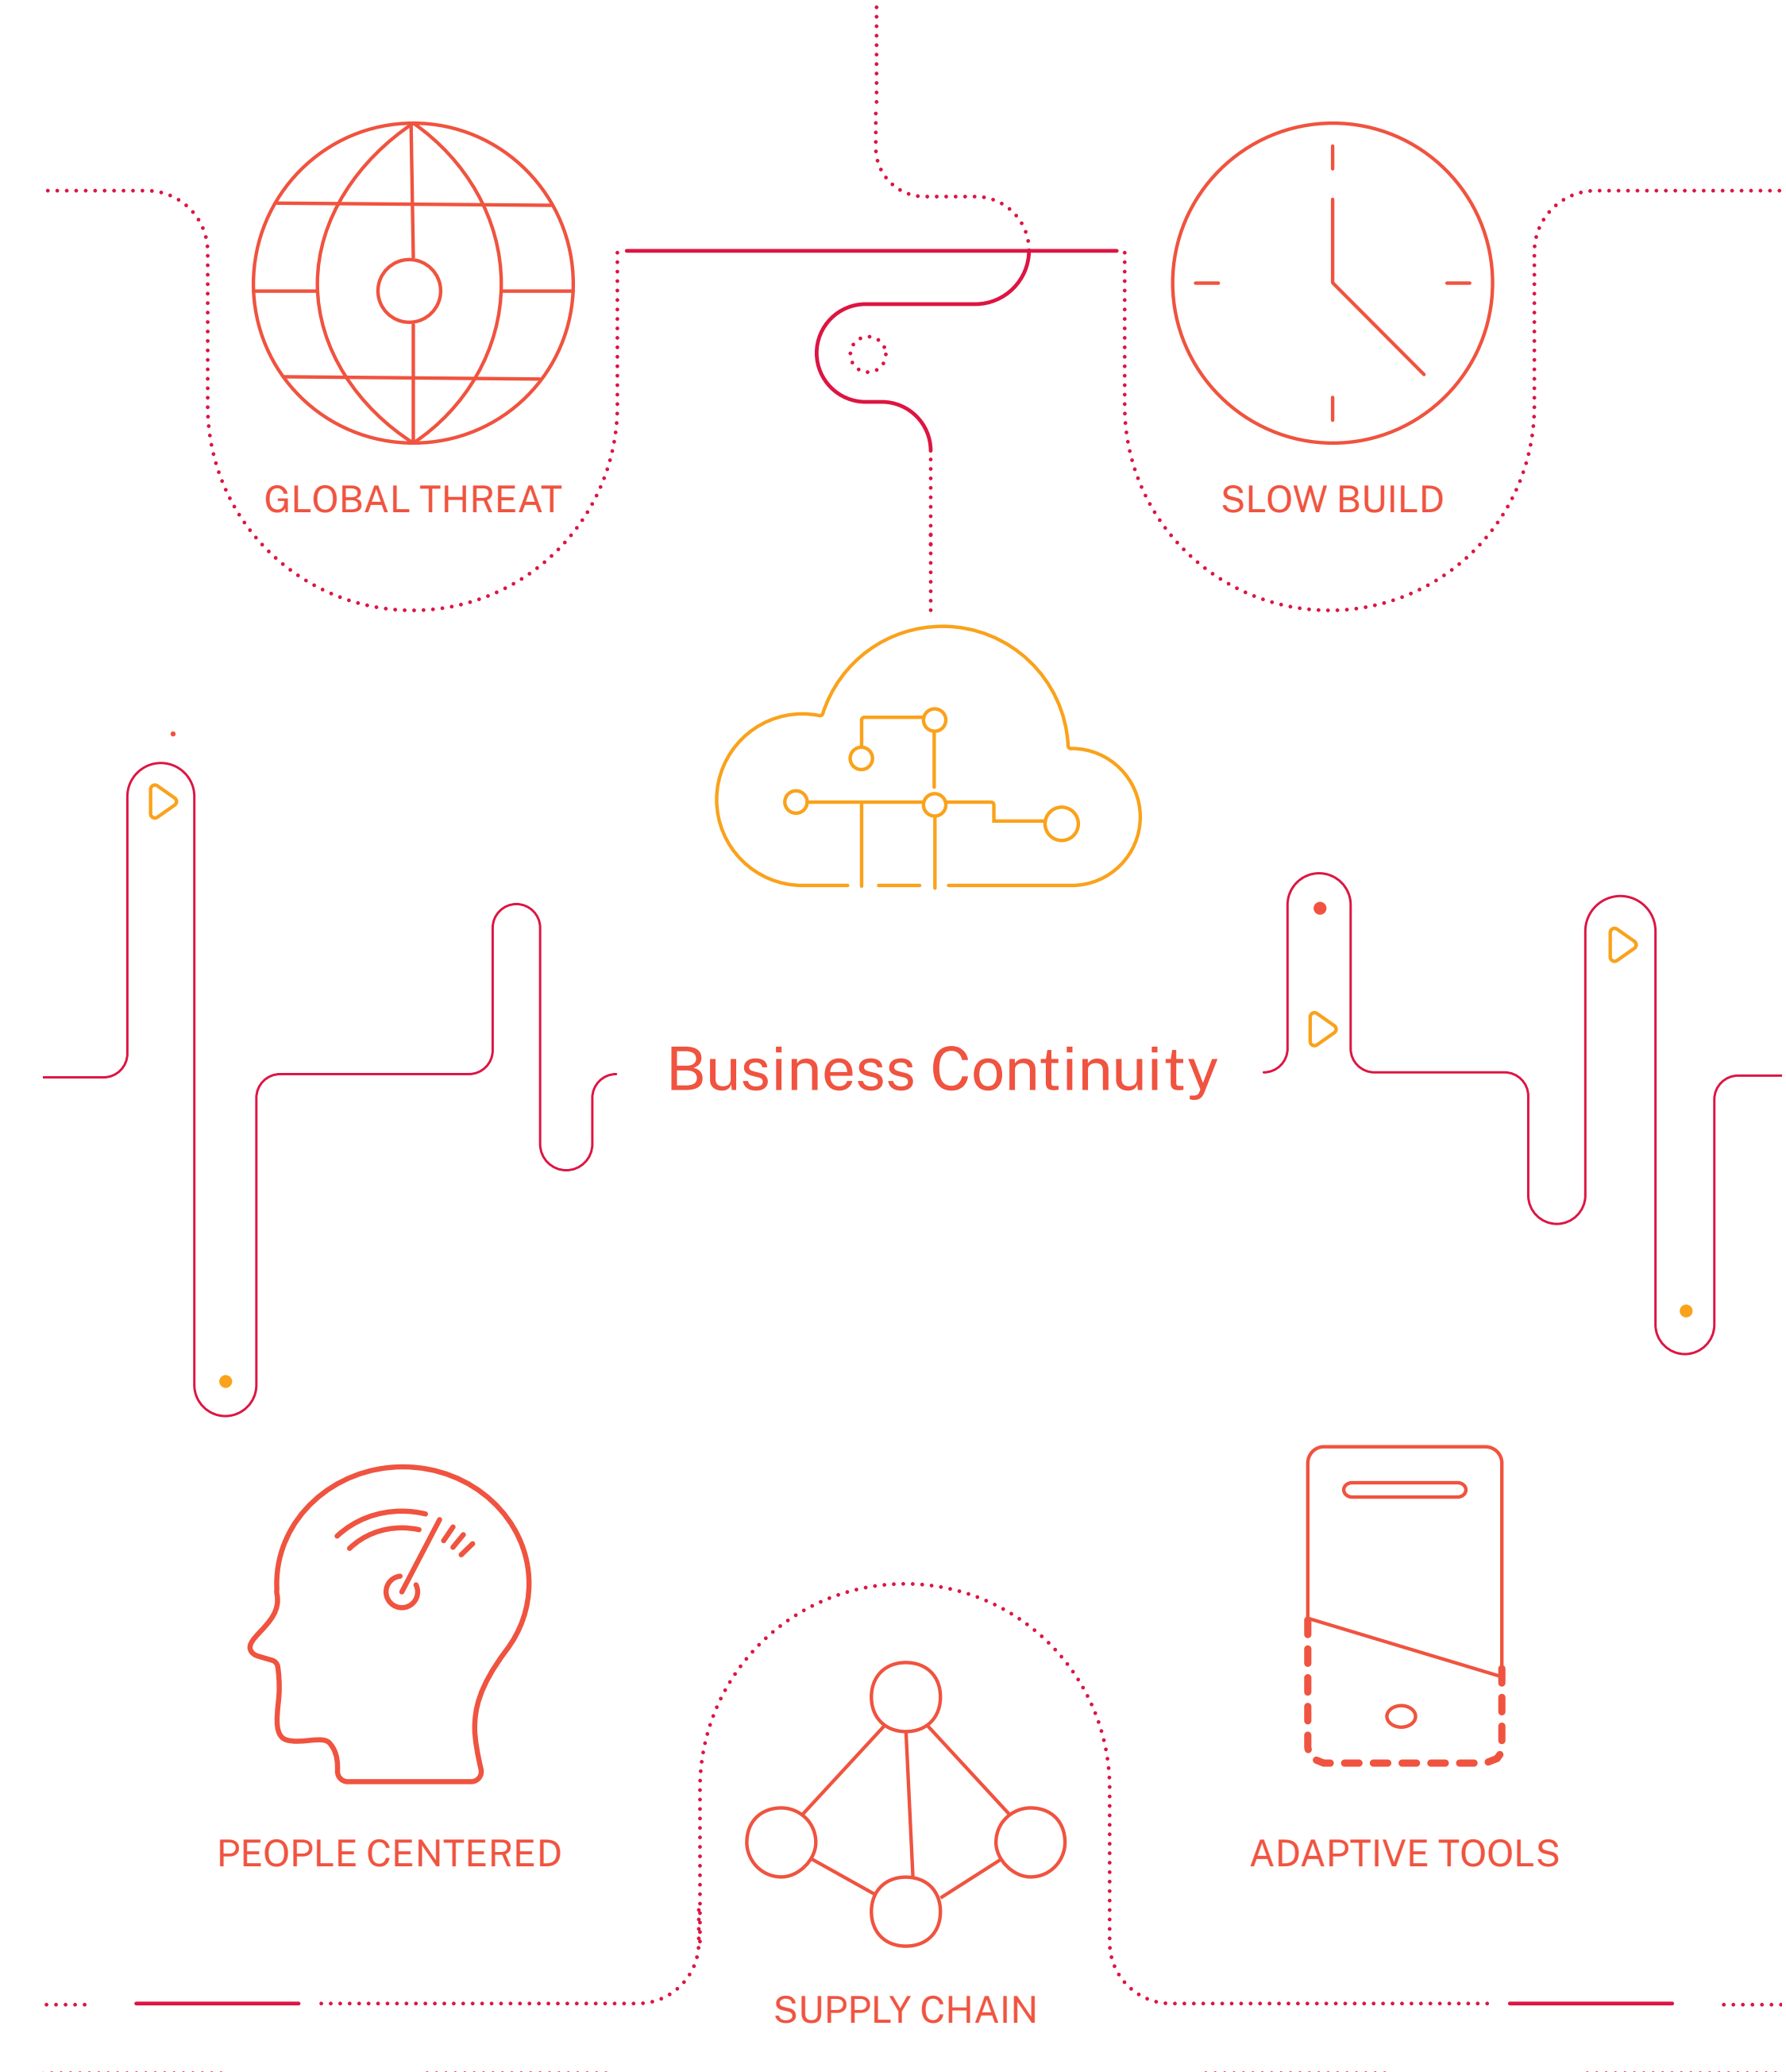 GLOBAL THREAT
SLOW BUILD
Business Continuity
PEOPLE CENTERED
ADAPTIVE TOOLS
SUPPLY CHAIN